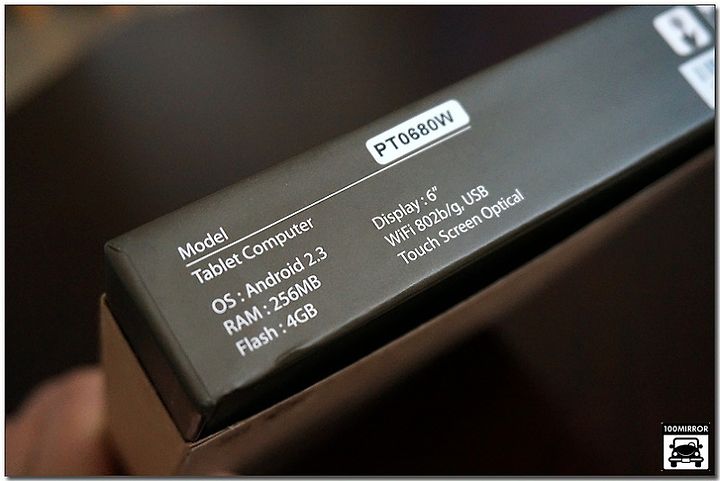 PT0680W
Model
Tablet Computer
OS : Android 2.3
RAM : 256MB
Flash : 4GB
Display : 6"
WiFi 802b/g, USB
Touch Screen Optical
100MIRROR